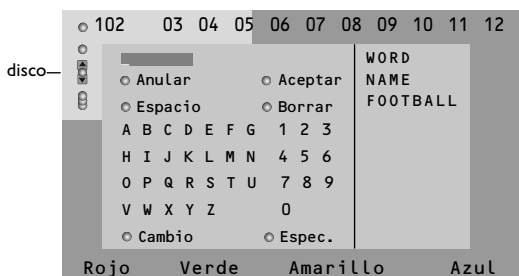 102 03 04 05 06 07 08 09 10 11 12
disco
Anular Aceptar
Espacio Borrar
A B C D E F G 1 2 3
H I J K L M N 4 5 6
O P Q R S T U 7 8 9
V W X Y Z 0
Cambio Espec.
WORD
NAME
FOOTBALL
Rojo Verde Amarillo Azul